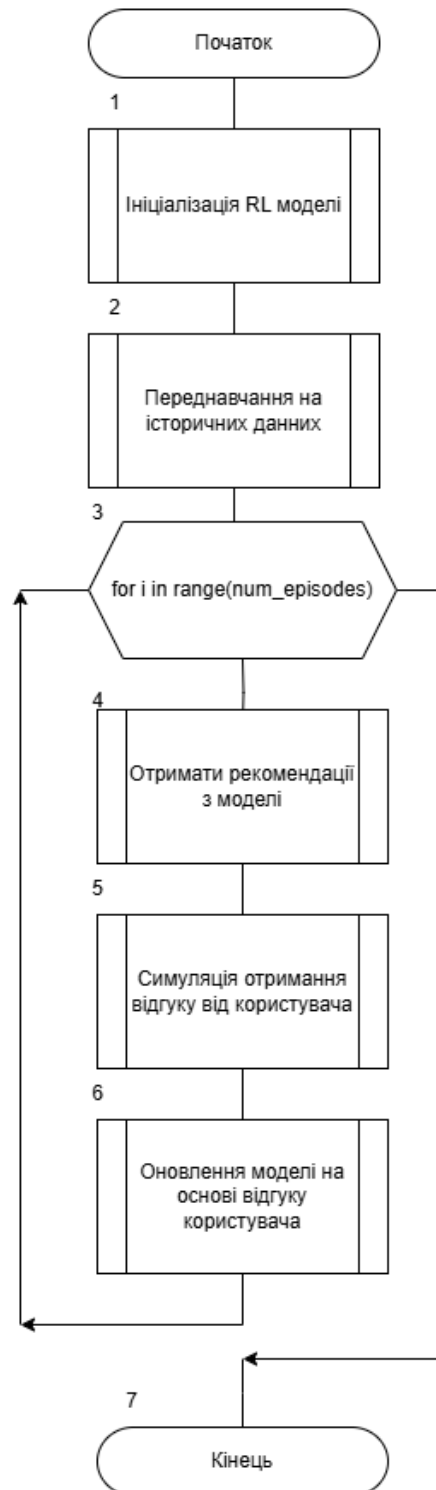 Початок
1
Ініціалізація RL моделі
2
Переднавчання на
історичних данних
3
for i in range(num_episodes)
4
Отримати рекомендації
з моделі
5
Симуляція отримання
відгуку від користувача
6
Оновлення моделі на
основі відгуку
користувача
7
Кінець